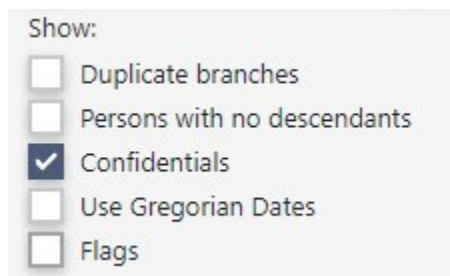 Show:
Duplicate branches
Persons with no descendants
Confidentials
Use Gregorian Dates
Flags